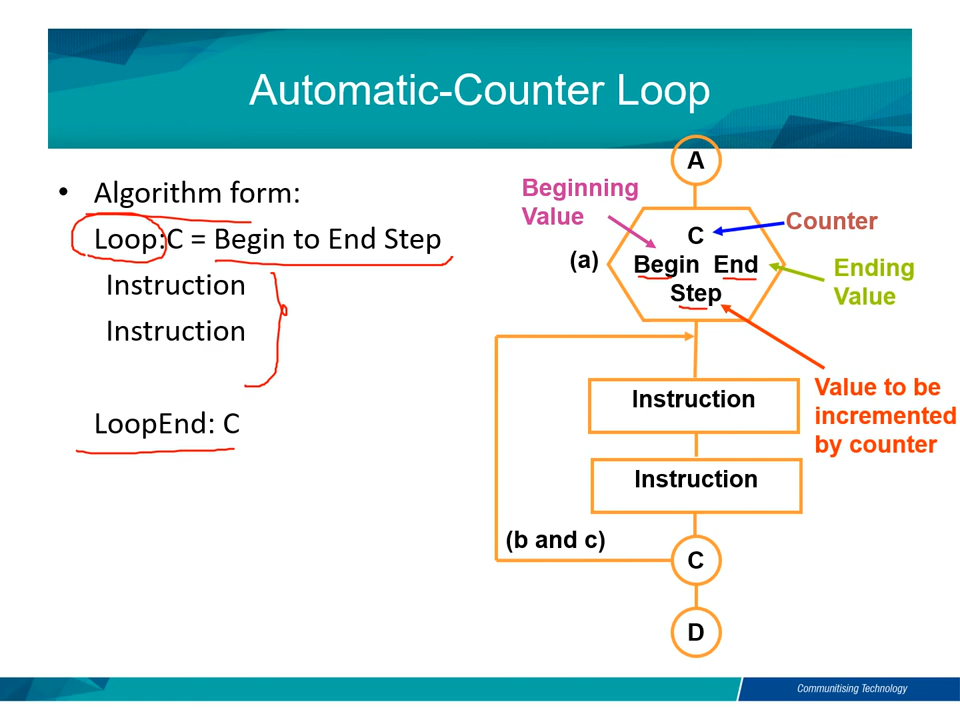 Automatic-Counter Loop
• Algorithm form:
Loop:C = Begin to End Step
Instruction
Instruction
LoopEnd: C
A
Beginning
Value
C
Counter
(a)
Begin End
Step
Ending
Value
Value to be
incremented
by counter
Instruction
Instruction
(b and c)
C
D
Communitising Technology